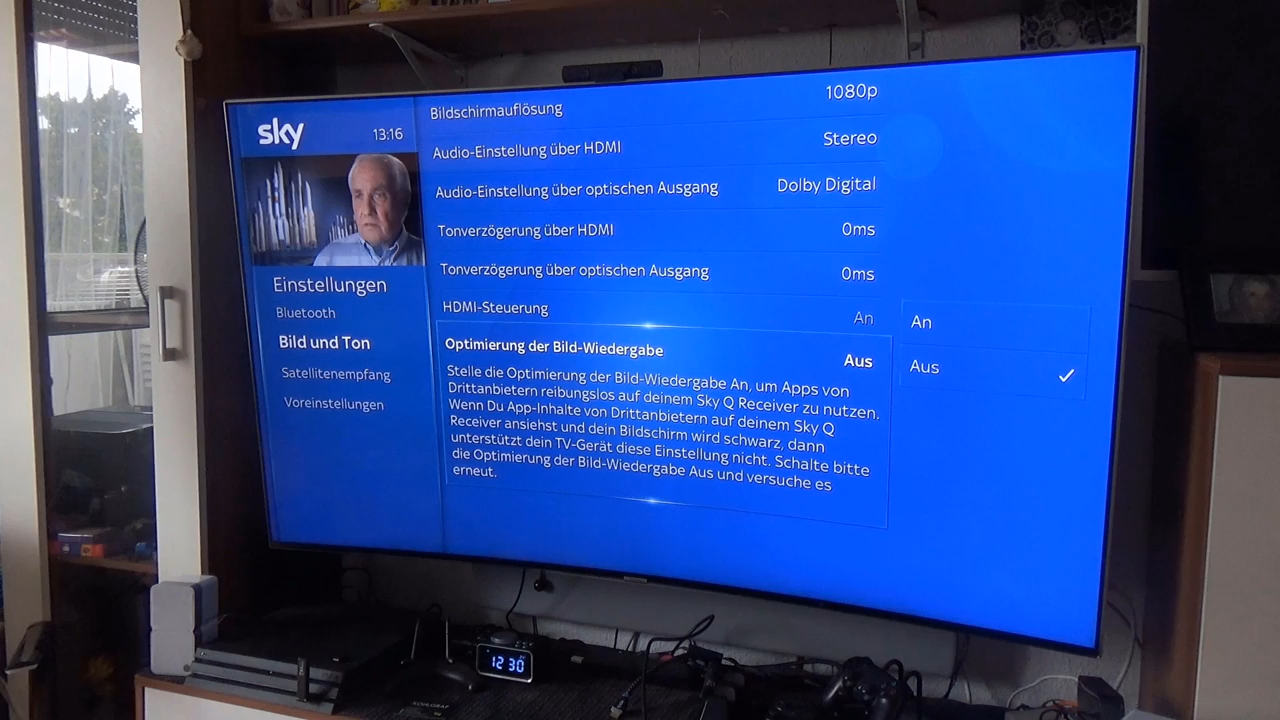 sky
13:16
Einstellungen
Bluetooth
Bild und Ton
Satellitenempfang
Voreinstellungen
Bildschirmauflösung 1080p
Audio-Einstellung über HDMI Stereo
Audio-Einstellung über optischen Ausgang Dolby Digital
Tonverzögerung über HDMI 0ms
Tonverzögerung über optischen Ausgang 0ms
HDMI-Steuerung An
Optimierung der Bild-Wiedergabe Aus
Stelle die Optimierung der Bild-Wiedergabe An, um Apps von
Drittanbietern reibungslos auf deinem Sky Q Receiver zu nutzen.
Wenn Du App-Inhalte von Drittanbietern auf deinem Sky Q
Receiver ansiehst und dein Bildschirm wird schwarz, dann
unterstützt dein TV-Gerät diese Einstellung nicht. Schalte bitte
die Optimierung der Bild-Wiedergabe Aus und versuche es
erneut.
An
Aus
12:30